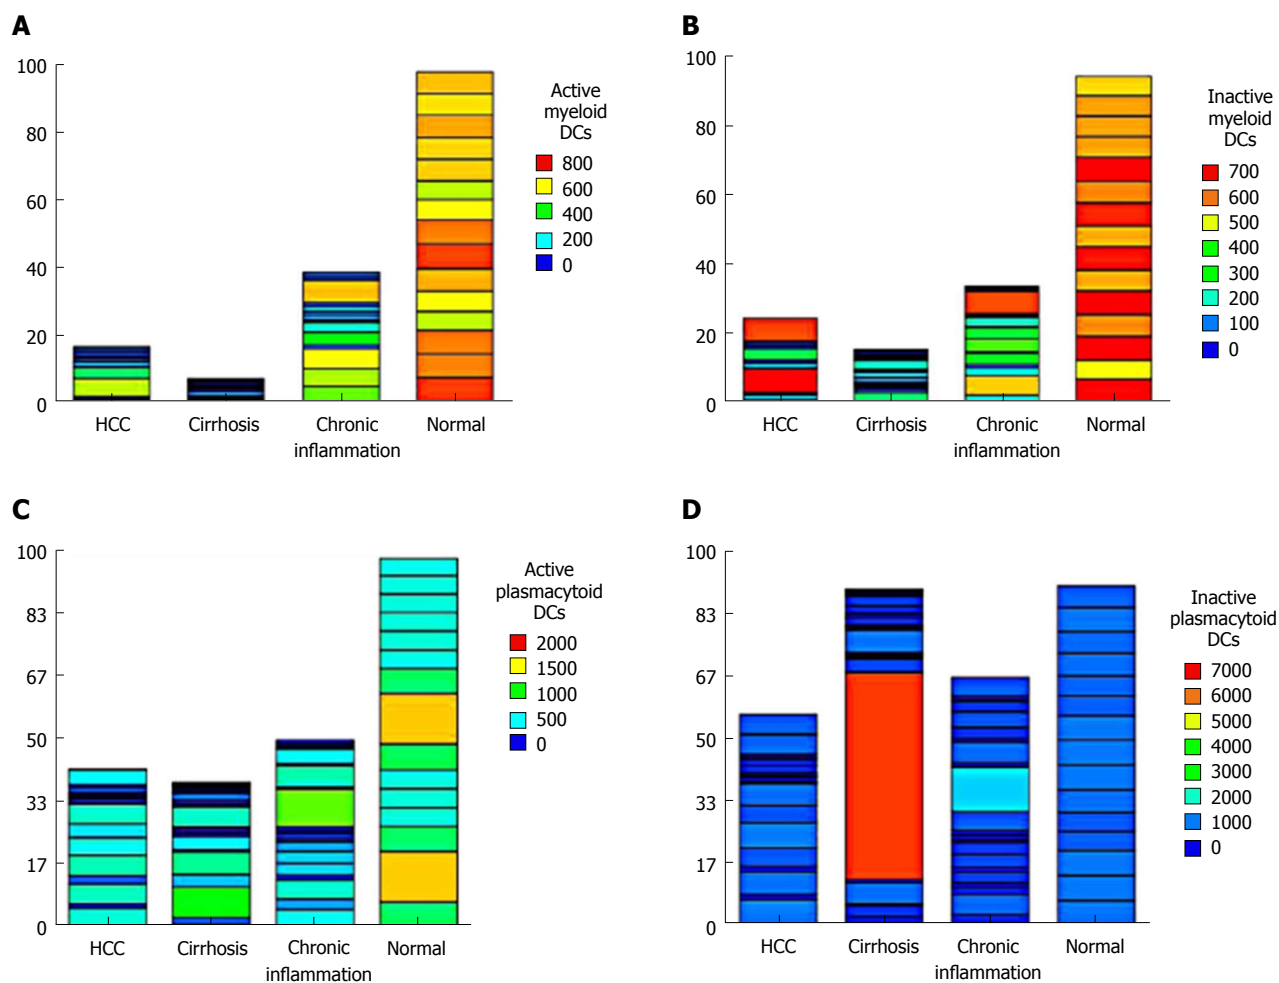 A
100
80
60
40
20
0
HCC
Cirrhosis
Chronic
inflammation
Normal
Active
myeloid
DCs
800
600
400
200
0
B
100
80
60
40
20
0
HCC
Cirrhosis
Chronic
inflammation
Normal
Inactive
myeloid
DCs
700
600
500
400
300
200
100
0
C
100
83
67
50
33
17
0
HCC
Cirrhosis
Chronic
inflammation
Normal
Active
plasmacytoid
DCs
2000
1500
1000
500
0
D
100
83
67
50
33
17
0
HCC
Cirrhosis
Chronic
inflammation
Normal
Inactive
plasmacytoid
DCs
7000
6000
5000
4000
3000
2000
1000
0